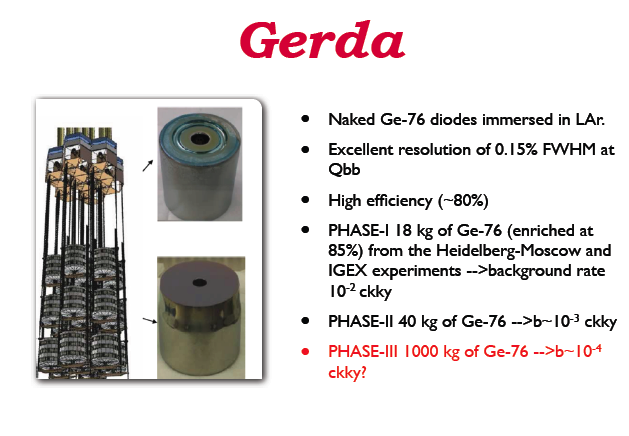 Gerda
• Naked Ge-76 diodes immersed in LAr.
• Excellent resolution of 0.15% FWHM at
Qbb
• High efficiency (~80%)
• PHASE-I 18 kg of Ge-76 (enriched at
85%) from the Heidelberg-Moscow and
IGEX experiments -->background rate
10⁻² ckky
• PHASE-II 40 kg of Ge-76 -->b~10⁻³ ckky
• PHASE-III 1000 kg of Ge-76 -->b~10⁻⁴
ckky?